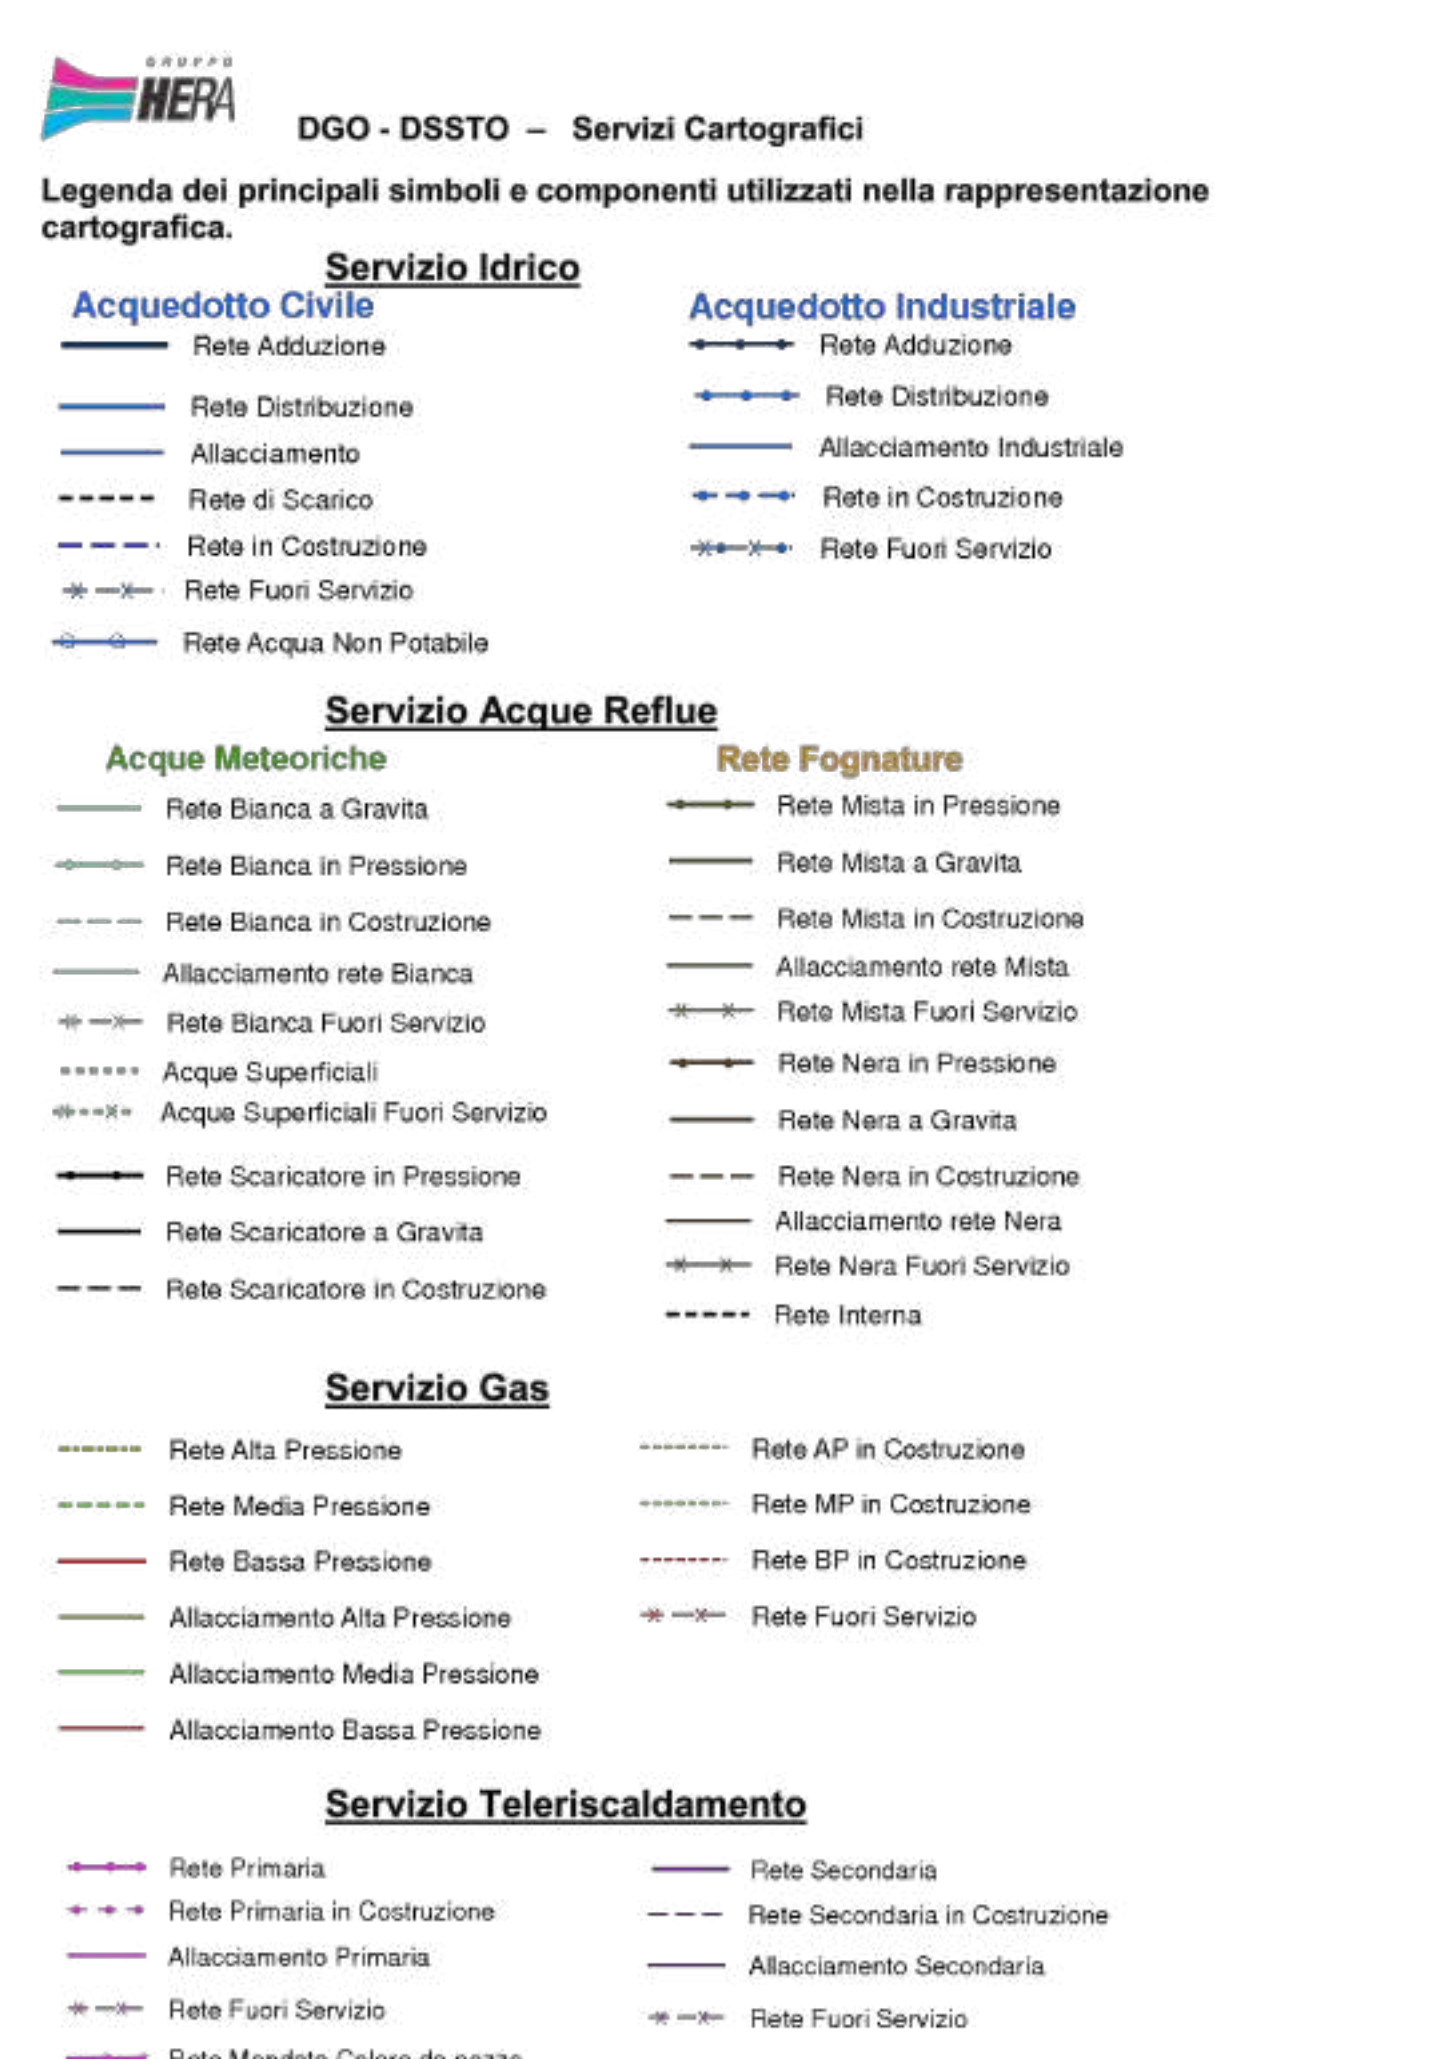 GRUPPO
HERA
DGO - DSSTO – Servizi Cartografici
Legenda dei principali simboli e componenti utilizzati nella rappresentazione
cartografica.
Servizio Idrico
Acquedotto Civile
Rete Adduzione
Rete Distribuzione
Allacciamento
Rete di Scarico
Rete in Costruzione
Rete Fuori Servizio
Rete Acqua Non Potabile
Acquedotto Industriale
Rete Adduzione
Rete Distribuzione
Allacciamento Industriale
Rete in Costruzione
Rete Fuori Servizio
Servizio Acque Reflue
Acque Meteoriche
Rete Bianca a Gravita
Rete Bianca in Pressione
Rete Bianca in Costruzione
Allacciamento rete Bianca
Rete Bianca Fuori Servizio
Acque Superficiali
Acque Superficiali Fuori Servizio
Rete Scaricatore in Pressione
Rete Scaricatore a Gravita
Rete Scaricatore in Costruzione
Rete Fognature
Rete Mista in Pressione
Rete Mista a Gravita
Rete Mista in Costruzione
Allacciamento rete Mista
Rete Mista Fuori Servizio
Rete Nera in Pressione
Rete Nera a Gravita
Rete Nera in Costruzione
Allacciamento rete Nera
Rete Nera Fuori Servizio
Rete Interna
Servizio Gas
Rete Alta Pressione
Rete Media Pressione
Rete Bassa Pressione
Allacciamento Alta Pressione
Allacciamento Media Pressione
Allacciamento Bassa Pressione
Rete AP in Costruzione
Rete MP in Costruzione
Rete BP in Costruzione
Rete Fuori Servizio
Servizio Teleriscaldamento
Rete Primaria
Rete Primaria in Costruzione
Allacciamento Primaria
Rete Fuori Servizio
Rete Mandata Calore da pozzo
Rete Secondaria
Rete Secondaria in Costruzione
Allacciamento Secondaria
Rete Fuori Servizio